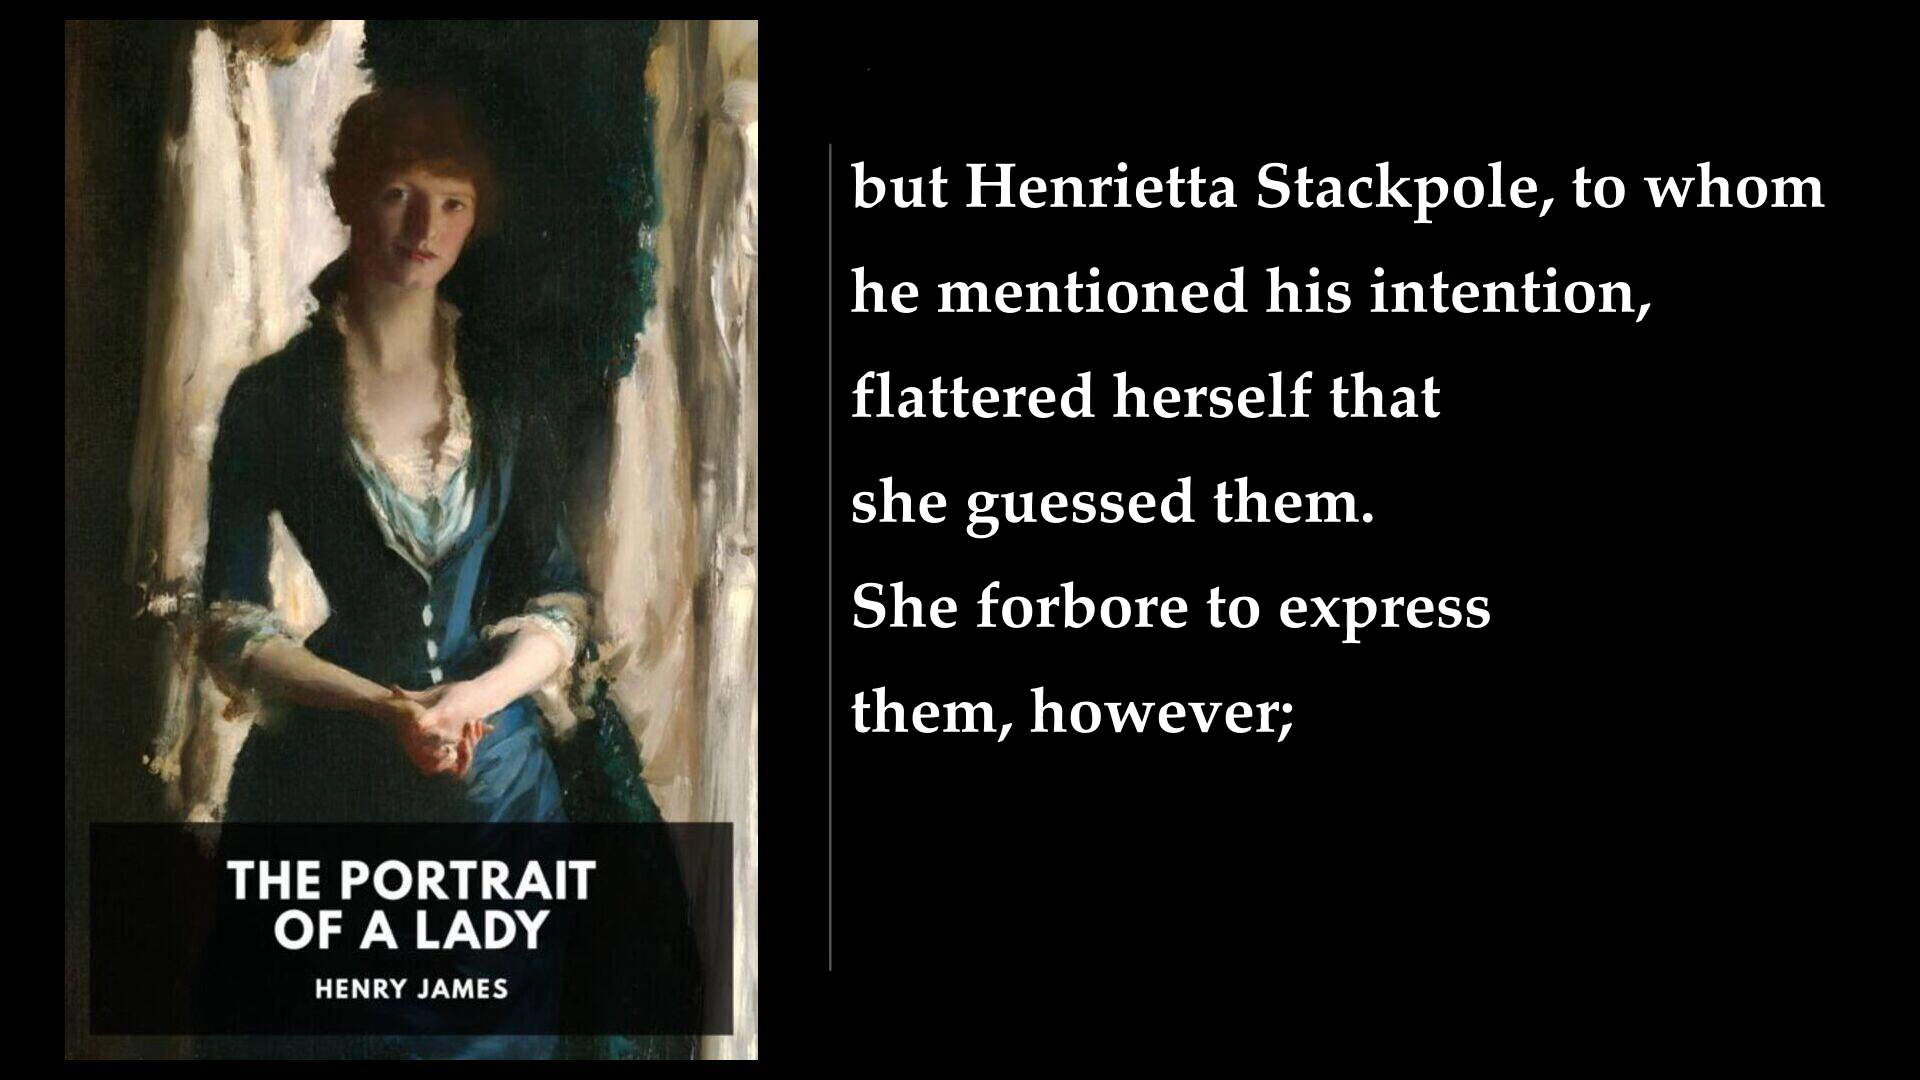 THE PORTRAIT
OF A LADY
HENRY JAMES
but Henrietta Stackpole, to whom
he mentioned his intention,
flattered herself that
she guessed them.
She forbore to express
them, however;